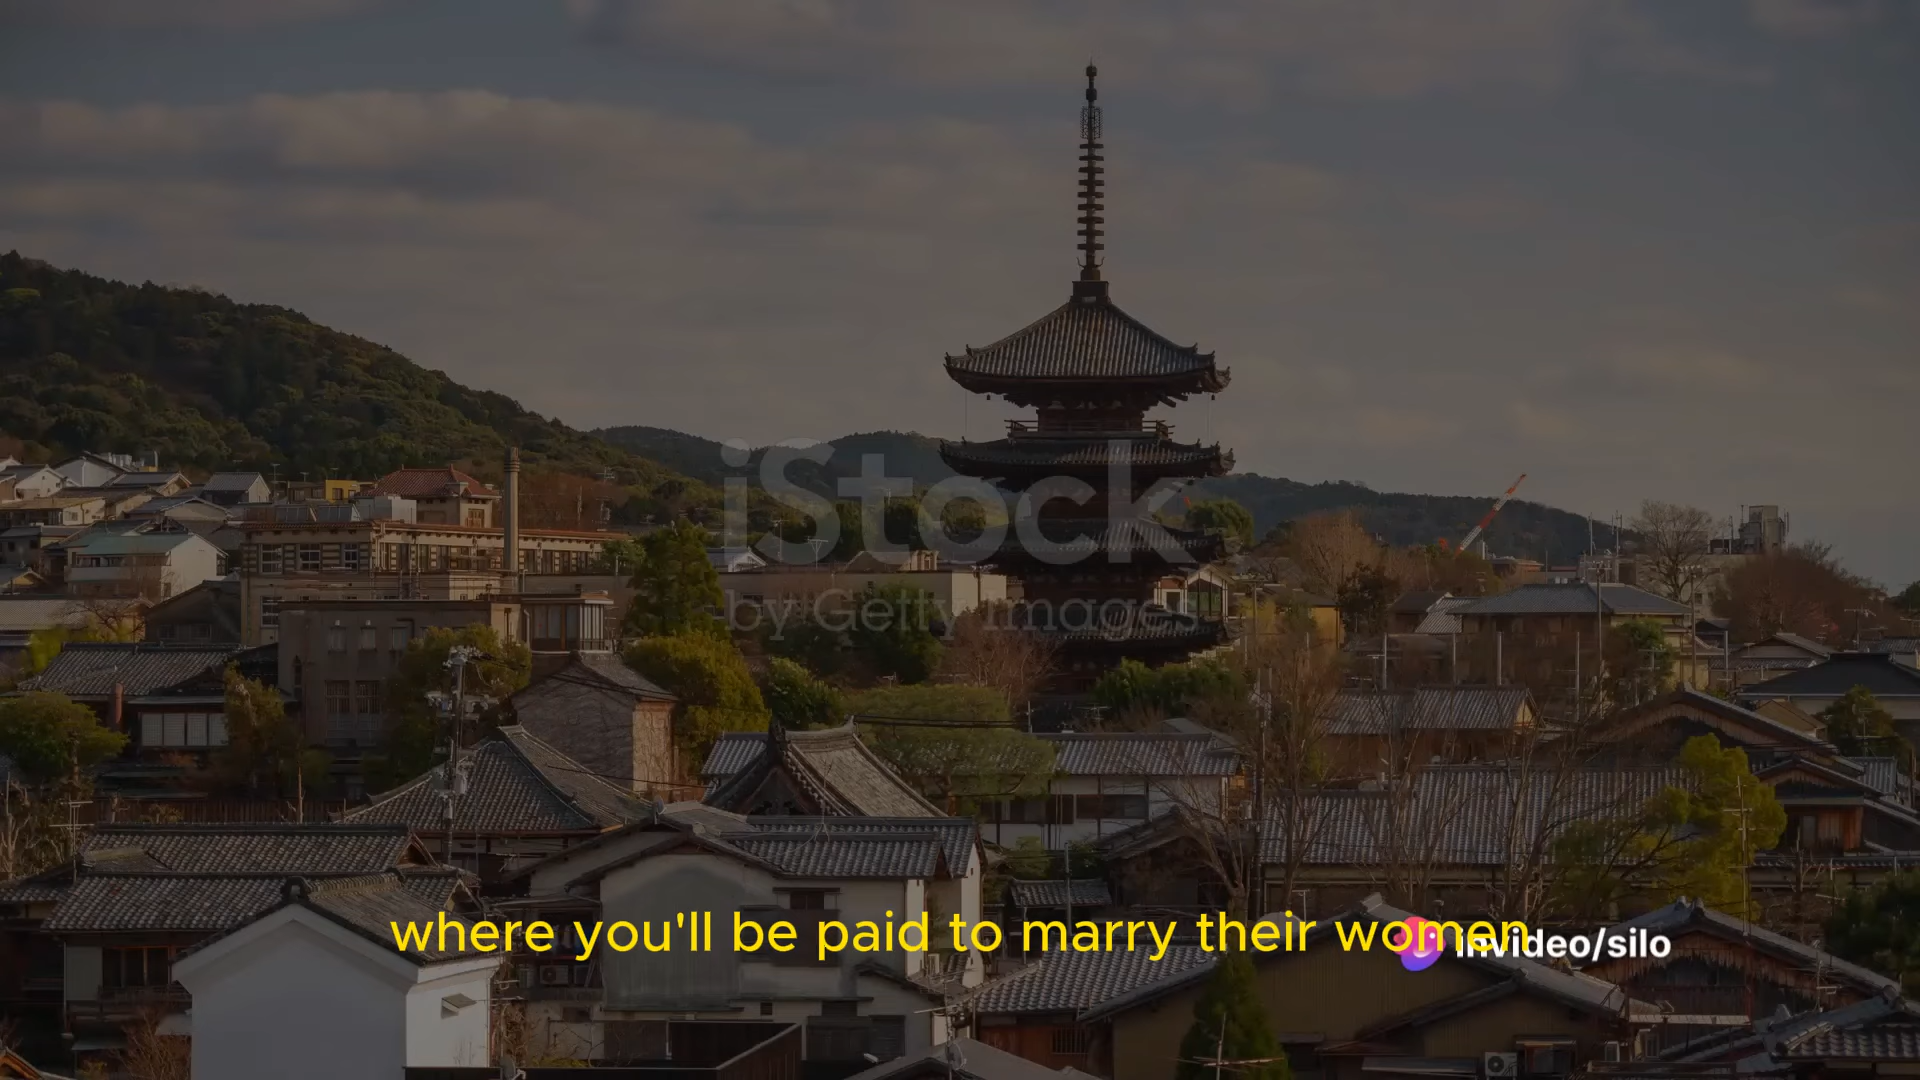 iStock
by Getty Images
where you'll be paid to marry their women
invideo/silo